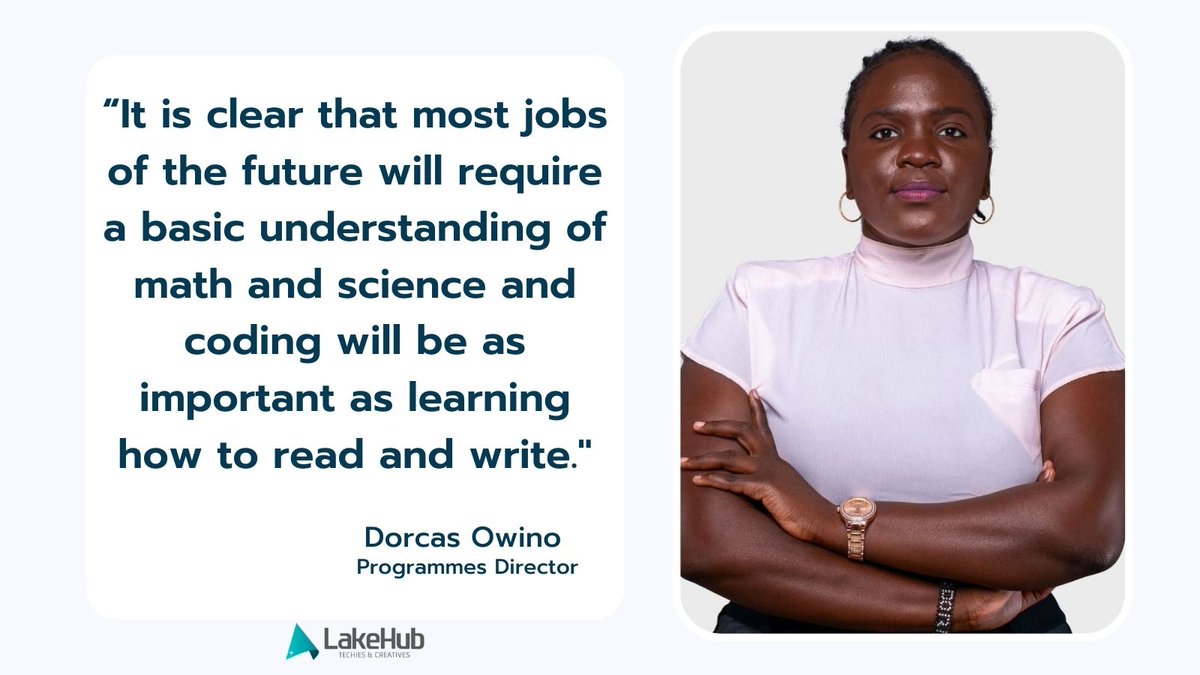 “It is clear that most jobs
of the future will require
a basic understanding of
math and science and
coding will be as
important as learning
how to read and write."
Dorcas Owino
Programmes Director
LakeHub
TECHIES & CREATIVES